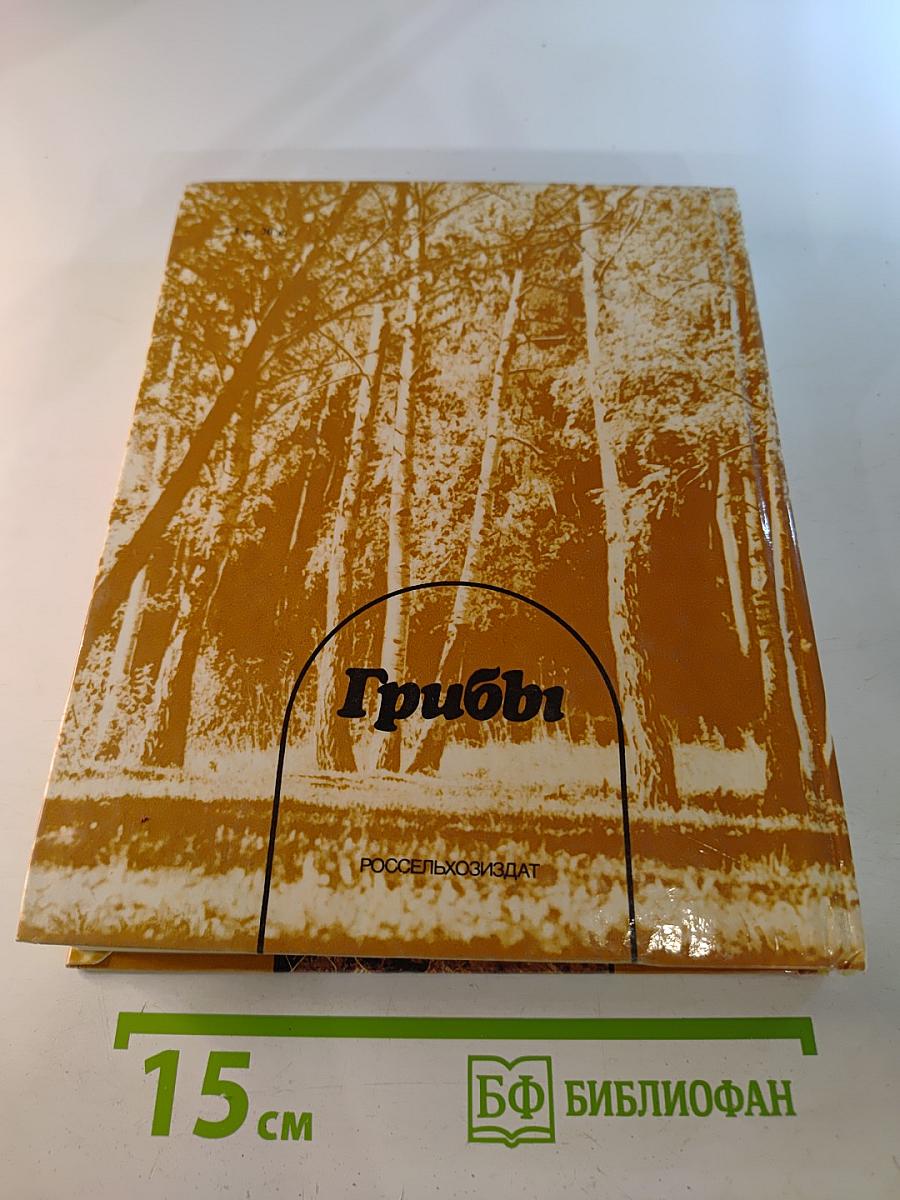 Грибы
РОССЕЛЬХОЗИЗДАТ
15 см
БФ БИБЛИОФАН